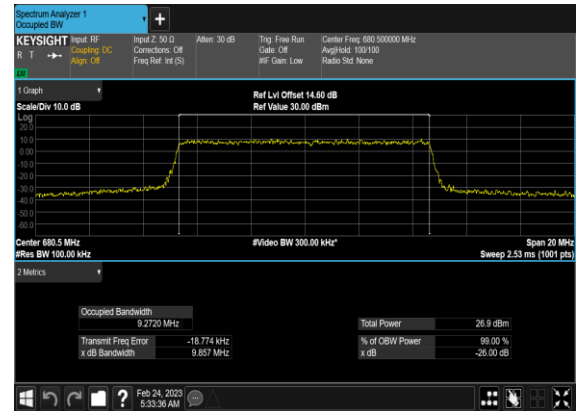 Spectrum Analyzer 1
Occupied BW
+
KEYSIGHT Input: RF Input Z: 50 Ω Atten: 30 dB Trig: Free Run Center Freq: 680.500000 MHz
R T Coupling: DC Corrections: Off Gate: Off Avg|Hold: 100/100
Align: Off Freq Ref: Int (S) #IF Gain: Low Radio Std: None
1 Graph
Ref Lvl Offset 14.60 dB
Scale/Div 10.0 dB Ref Value 30.00 dBm
Log
20.0
10.0
0.00
-10.0
-20.0
-30.0
-40.0
-50.0
-60.0
Center 680.5 MHz #Video BW 300.00 kHz* Span 20 MHz
#Res BW 100.00 kHz Sweep 2.53 ms (1001 pts)
2 Metrics
Occupied Bandwidth
9.2720 MHz Total Power 26.9 dBm
Transmit Freq Error -18.774 kHz % of OBW Power 99.00 %
x dB Bandwidth 9.857 MHz x dB -26.00 dB
? Feb 24, 2023
5:33:36 AM